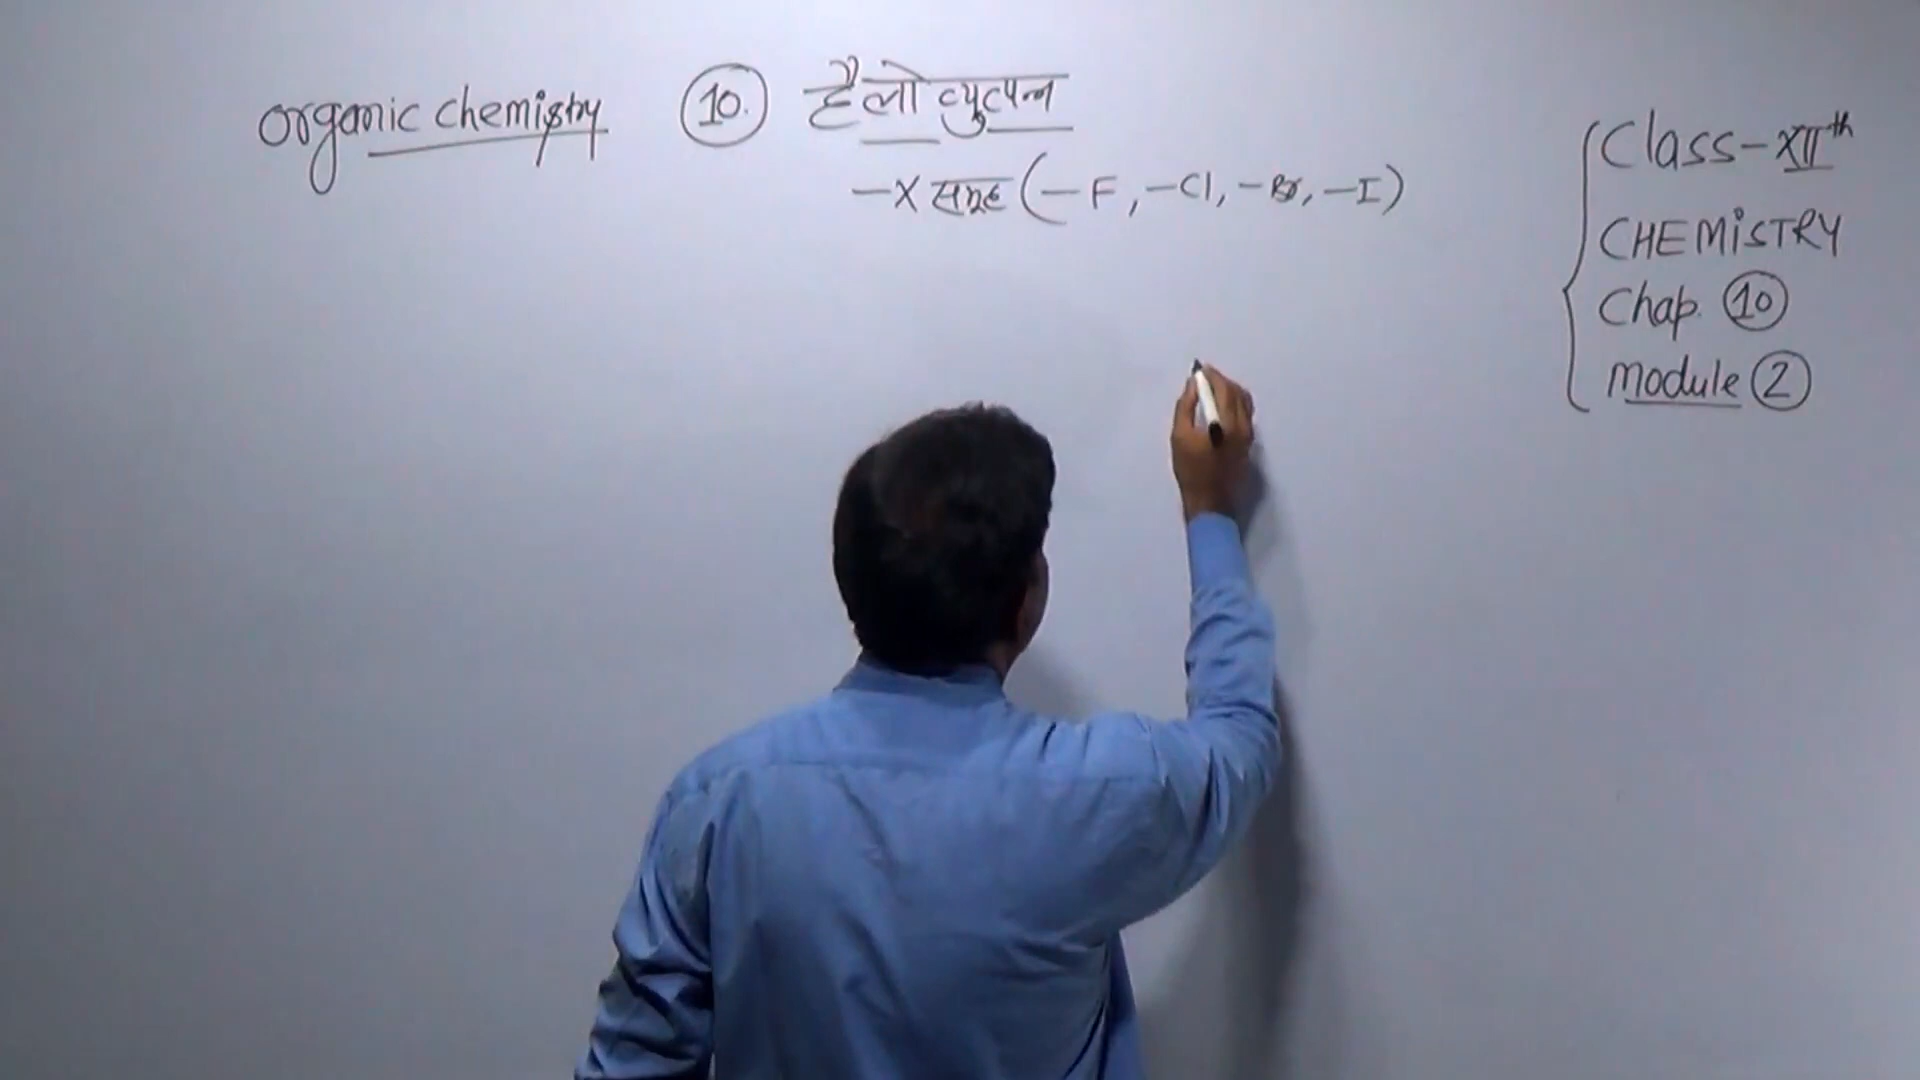 organic chemistry 10. हैलो व्युत्पन्न
-X समूह (-F, -Cl, -Br, -I)
Class-XIIth
CHEMiSTRY
Chap. 10
Module 2